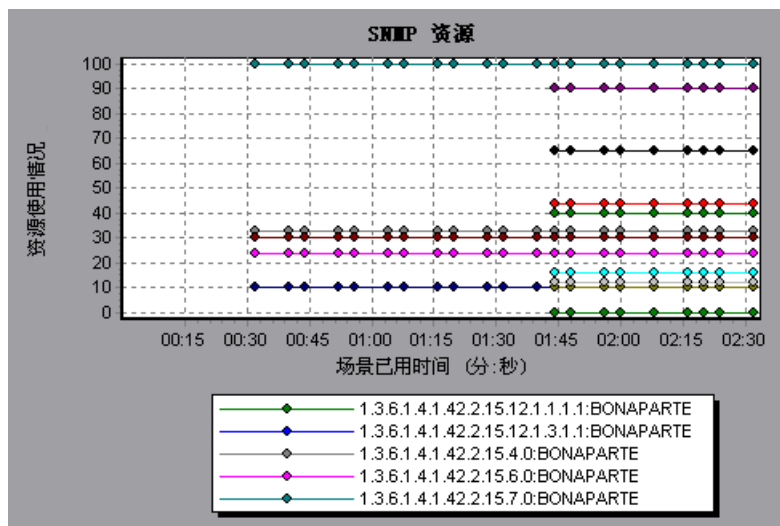 SNMP 资源
资源使用情况
100
90
80
70
60
50
40
30
20
10
0
00:15 00:30 00:45 01:00 01:15 01:30 01:45 02:00 02:15 02:30
场景已用时间 (分:秒)
1.3.6.1.4.1.42.2.15.12.1.1.1.1:BONAPARTE
1.3.6.1.4.1.42.2.15.12.1.3.1.1:BONAPARTE
1.3.6.1.4.1.42.2.15.4.0:BONAPARTE
1.3.6.1.4.1.42.2.15.6.0:BONAPARTE
1.3.6.1.4.1.42.2.15.7.0:BONAPARTE